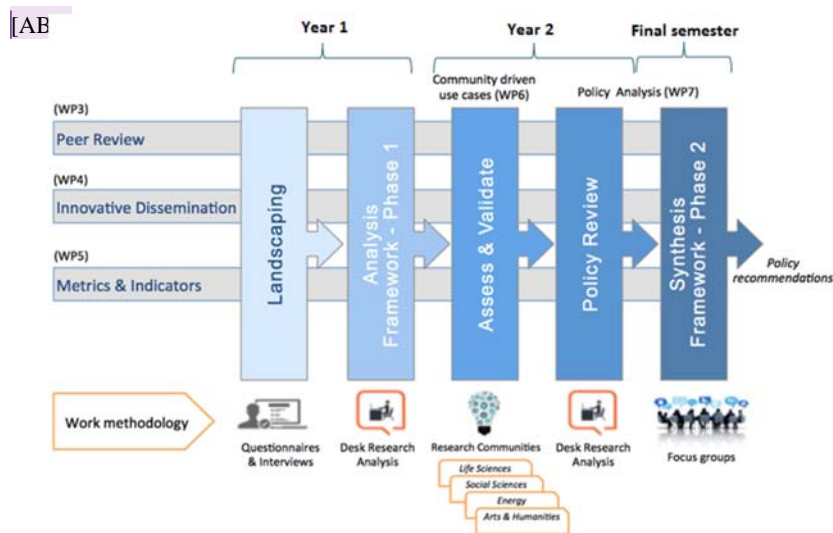 [AB
Year 1
Year 2
Final semester
Community driven
use cases (WP6)
Policy Analysis (WP7)
(WP3)
Peer Review
(WP4)
Innovative Dissemination
(WP5)
Metrics & Indicators
Landscaping
Analysis
Framework - Phase 1
Assess & Validate
Policy Review
Synthesis
Framework - Phase 2
Policy
recommendations
Work methodology
Questionnaires
& Interviews
Desk Research
Analysis
Research Communities
Life Sciences
Social Sciences
Energy
Arts & Humanities
Desk Research
Analysis
Focus groups